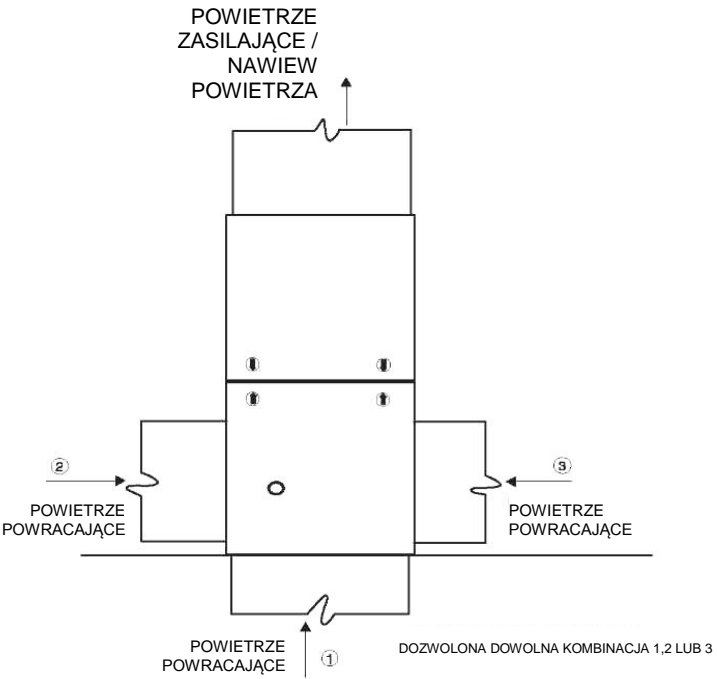 POWIETRZE
ZASILAJĄCE /
NAWIEW
POWIETRZA
②
POWIETRZE
POWRACAJĄCE
③
POWIETRZE
POWRACAJĄCE
POWIETRZE
POWRACAJĄCE
①
DOZWOLONA DOWOLNA KOMBINACJA 1,2 LUB 3